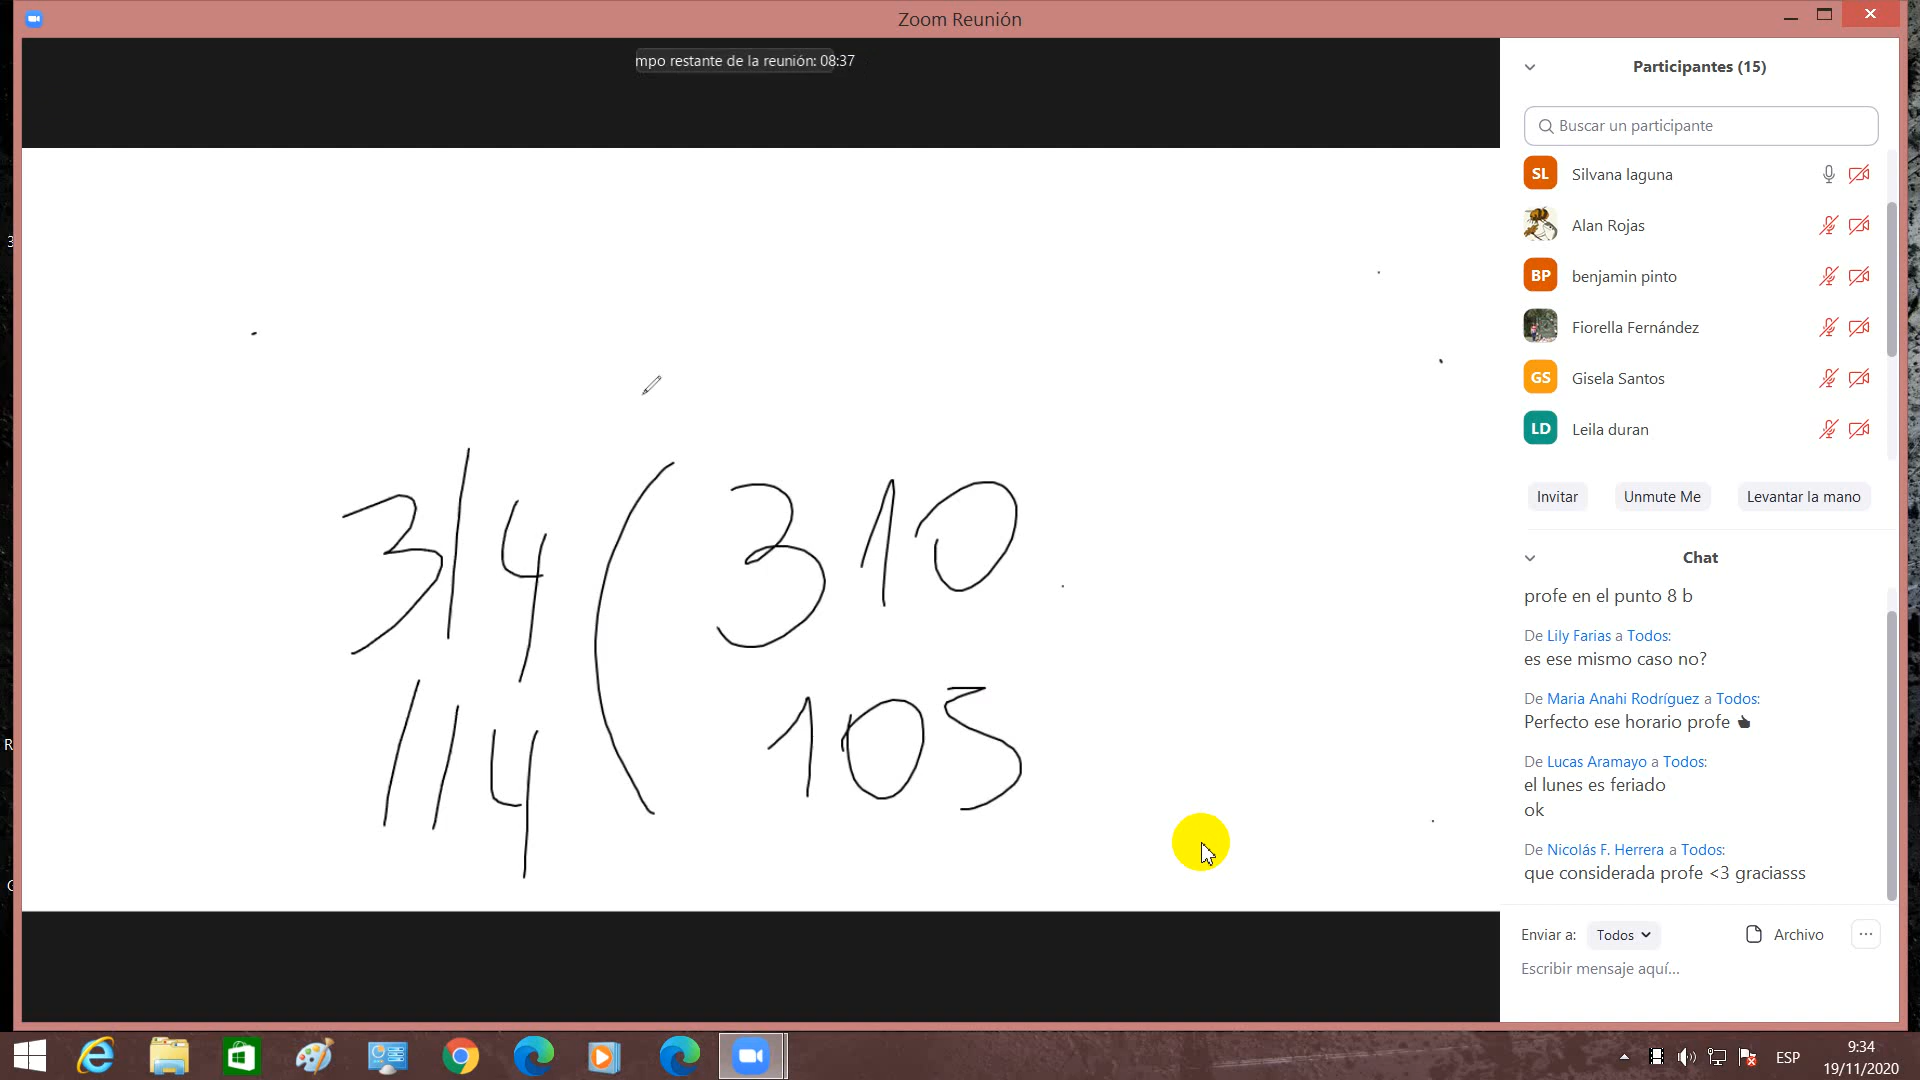 Zoom Reunión
mpo restante de la reunión: 08:37
Participantes (15)
Buscar un participante
SL Silvana laguna
Alan Rojas
BP benjamin pinto
Fiorella Fernández
GS Gisela Santos
LD Leila duran
Invitar Unmute Me Levantar la mano
Chat
profe en el punto 8 b
De Lily Farias a Todos:
es ese mismo caso no?
De Maria Anahi Rodríguez a Todos:
Perfecto ese horario profe
De Lucas Aramayo a Todos:
el lunes es feriado
ok
De Nicolás F. Herrera a Todos:
que considerada profe <3 graciasss
Enviar a: Todos Archivo ...
Escribir mensaje aquí...
314 ( 310
114 103
3
R
C
ESP
9:34
19/11/2020